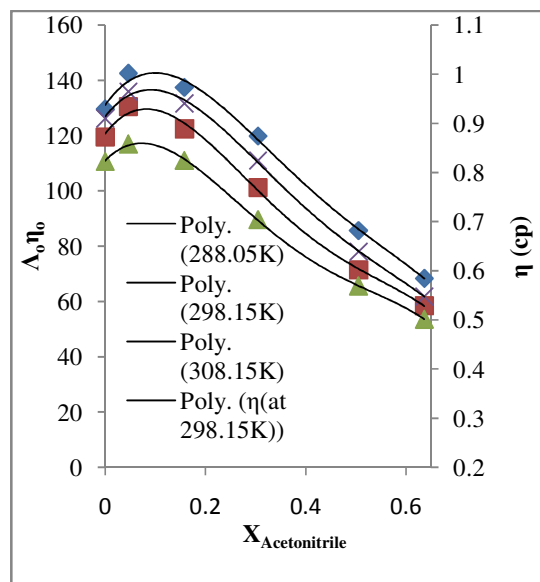 160
140
120
100
80
60
40
20
0
Λₒηₒ
Poly.
(288.05K)
Poly.
(298.15K)
Poly.
(308.15K)
Poly. (η(at
298.15K))
1.1
1
0.9
0.8
0.7
0.6
0.5
0.4
0.3
0.2
η (cp)
0 0.2 0.4 0.6
X_Acetonitrile